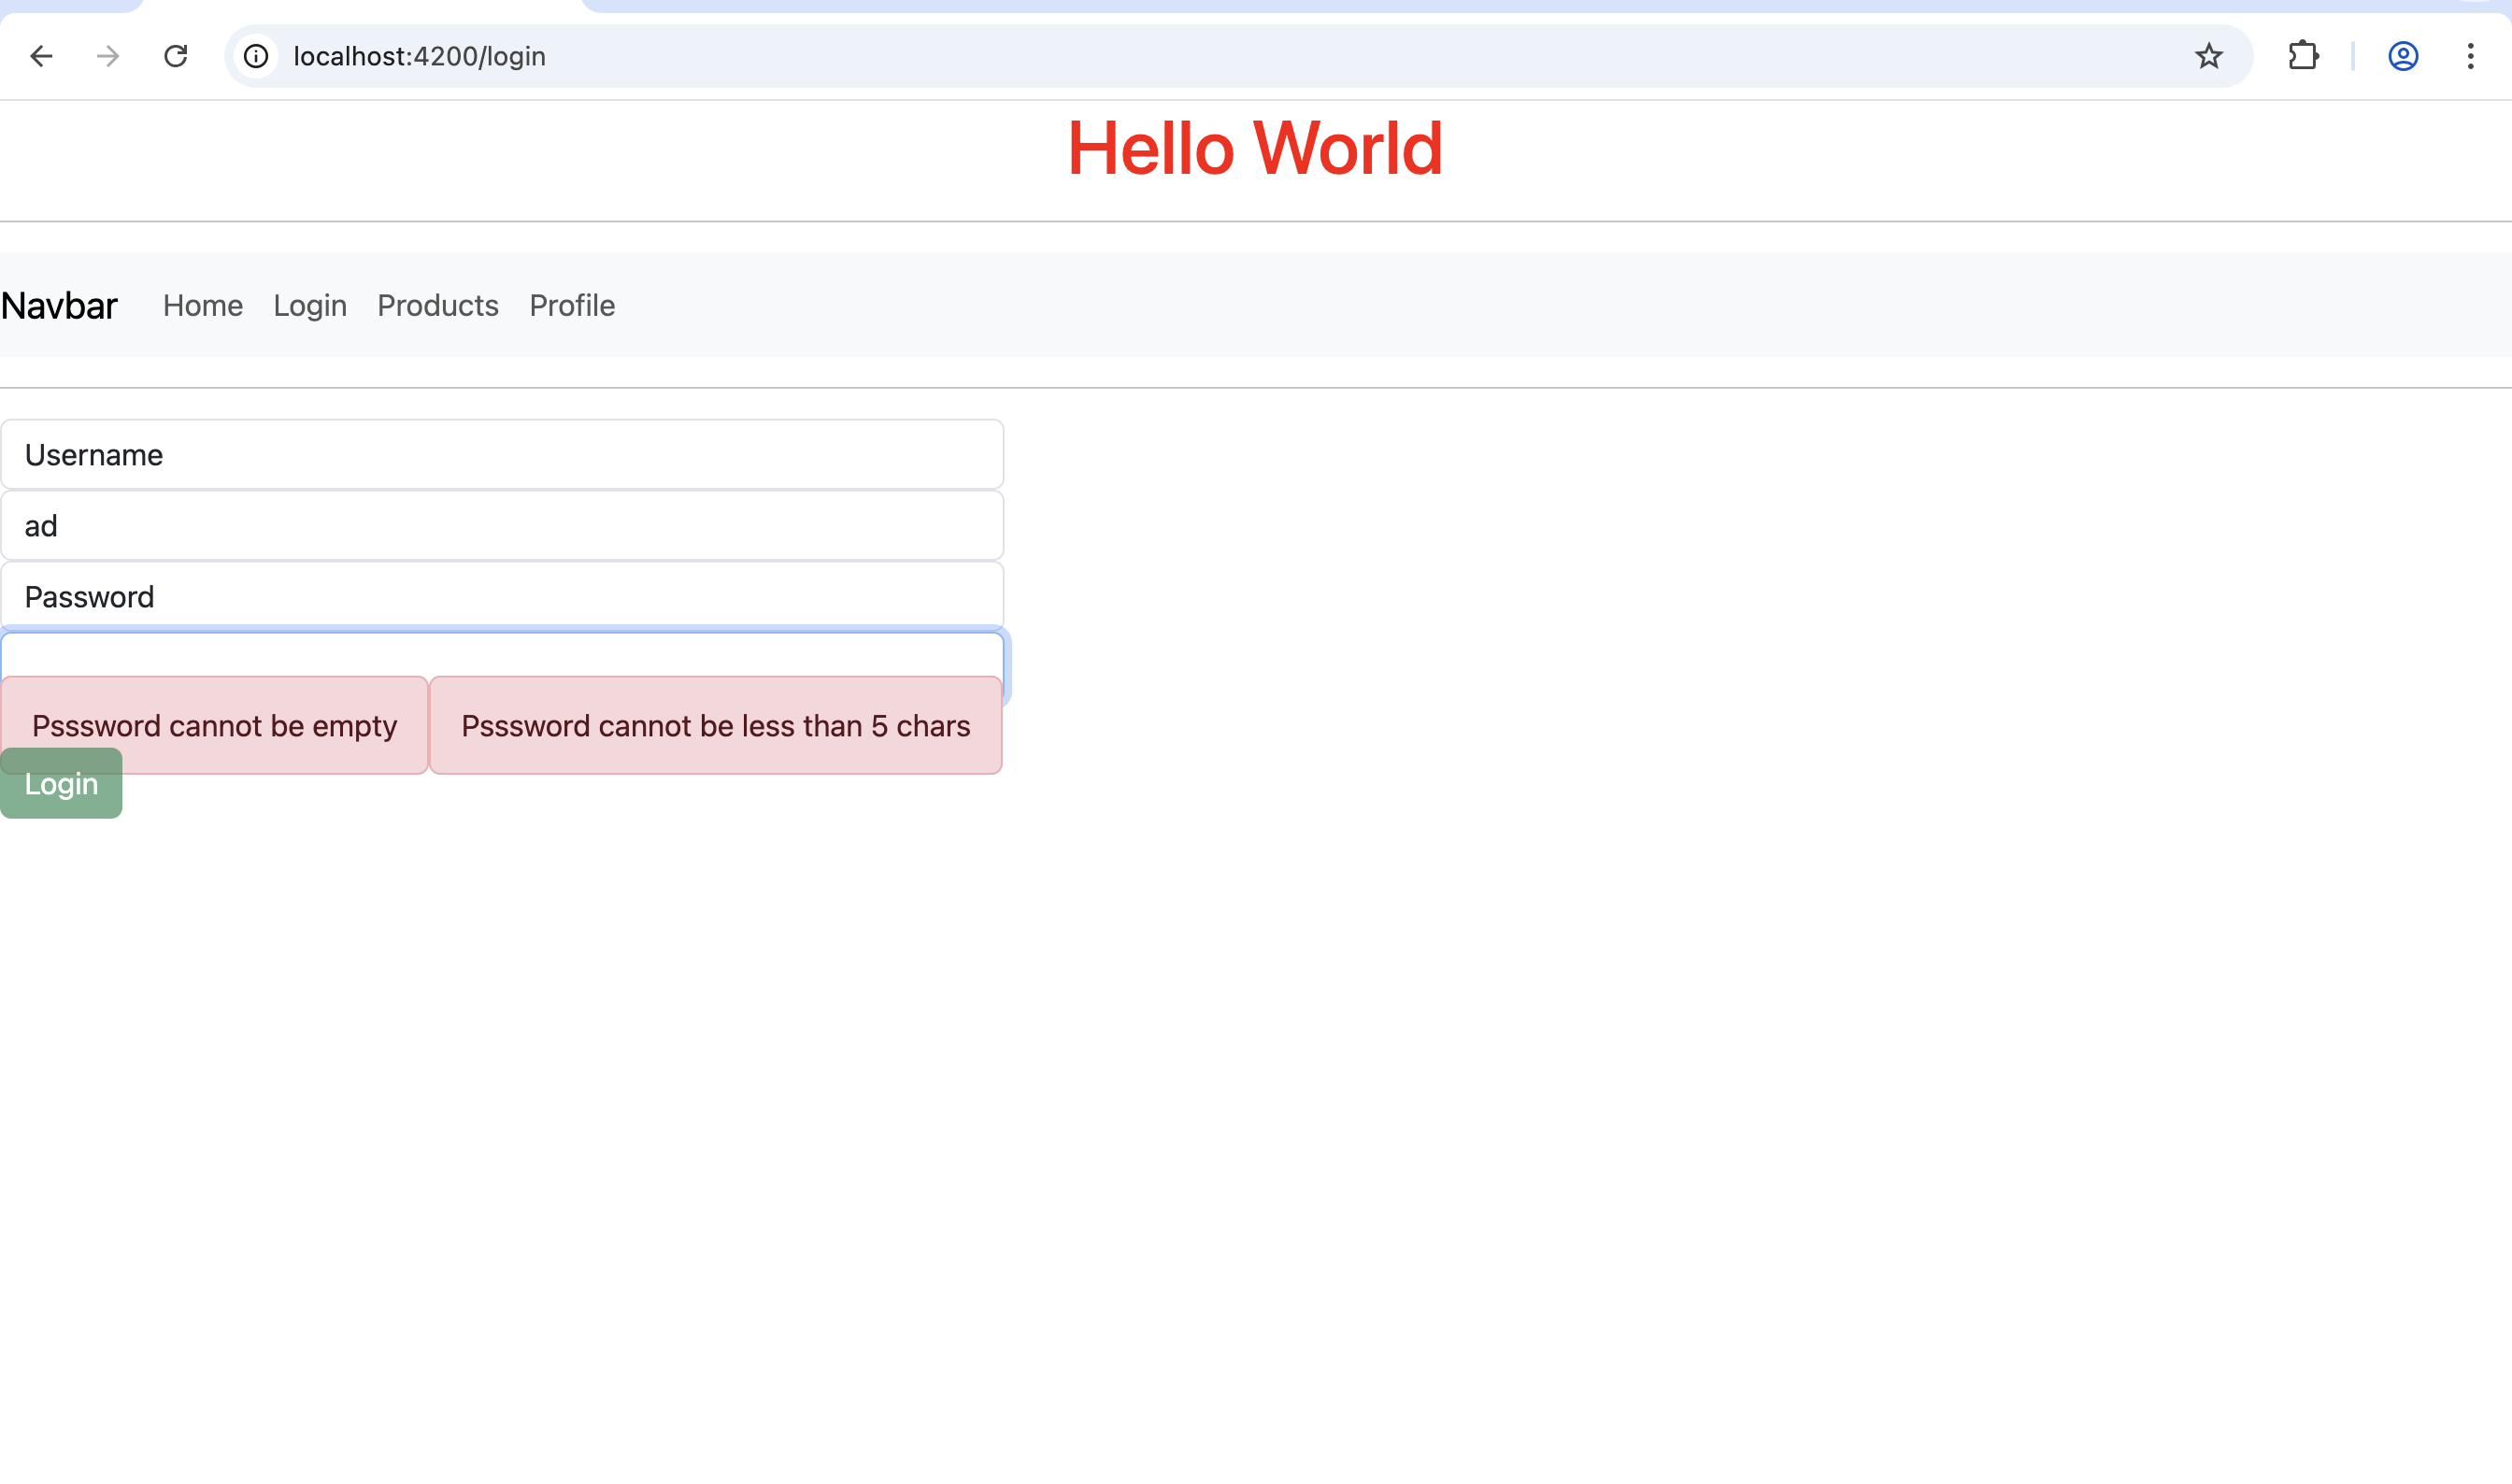 localhost:4200/login
Hello World
Navbar Home Login Products Profile
Username
ad
Password
Psssword cannot be empty Psssword cannot be less than 5 chars
Login